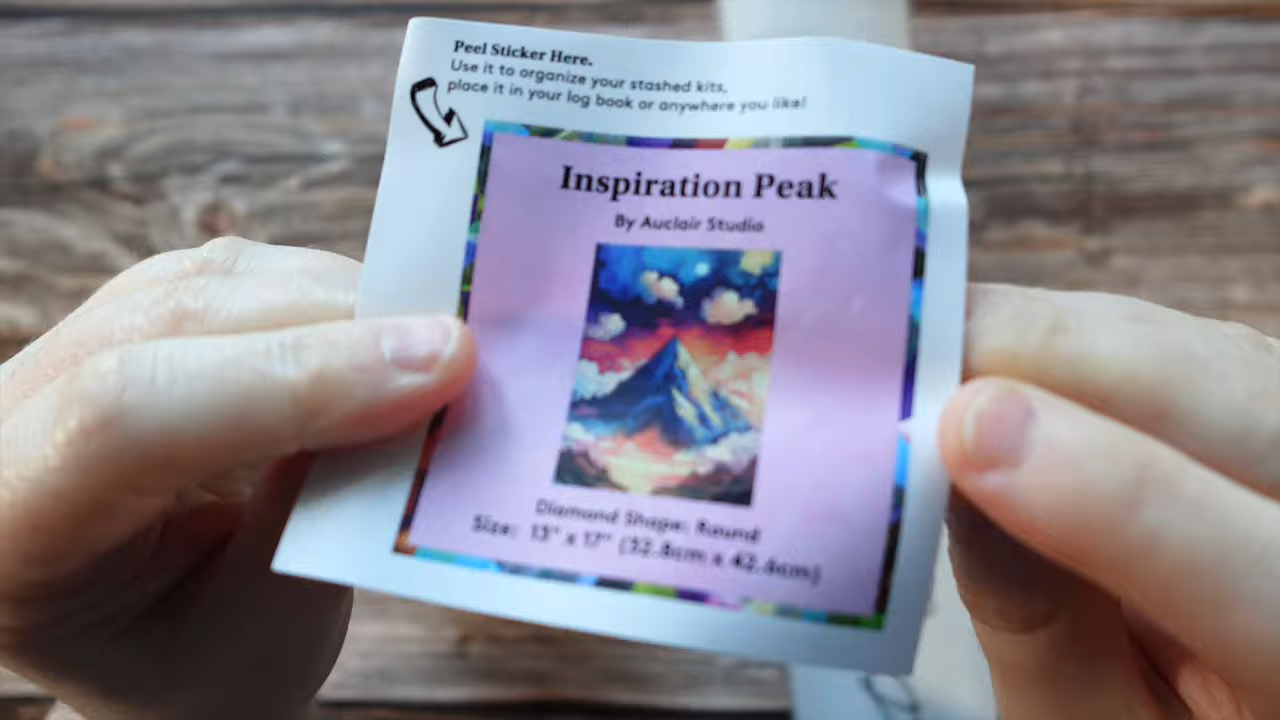 Peel Sticker Here.
Use it to organize your stashed kits,
place it in your log book or anywhere you like!
Inspiration Peak
By Auclair Studio
Diamond Shape: Round
Size: 13" x 17" (32.8cm x 42.6cm)